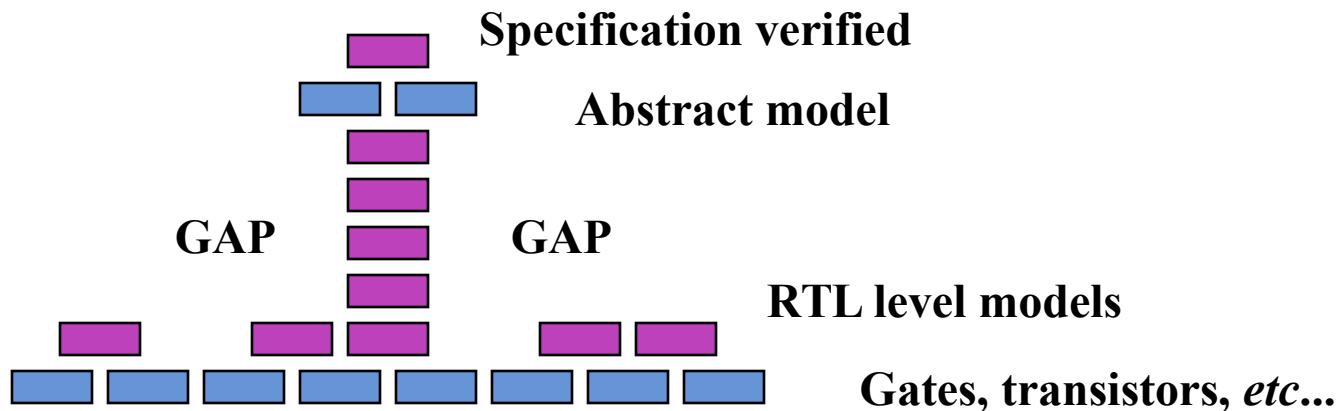 Specification verified
Abstract model
GAP GAP
RTL level models
Gates, transistors, etc...